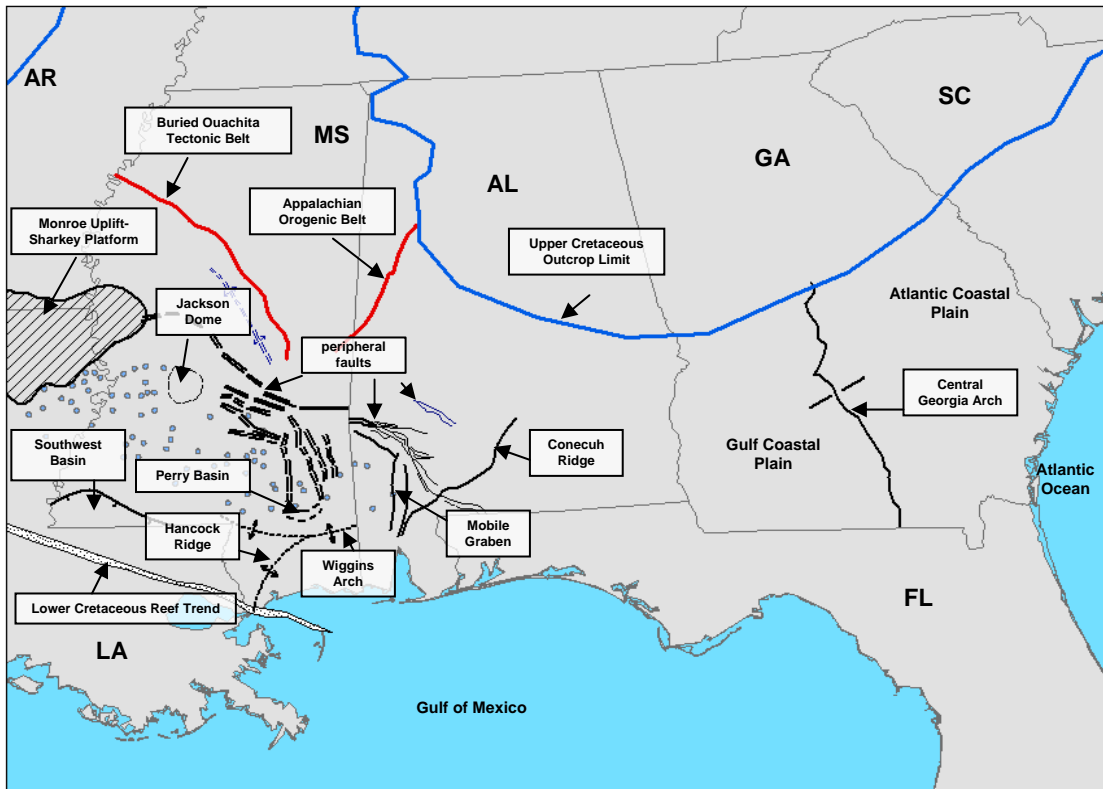 AR
SC
Buried Ouachita
Tectonic Belt
MS
GA
AL
Appalachian
Orogenic Belt
Monroe Uplift-
Sharkey Platform
Upper Cretaceous
Outcrop Limit
Jackson
Dome
Atlantic Coastal
Plain
peripheral
faults
Central
Georgia Arch
Southwest
Basin
Conecuh
Ridge
Gulf Coastal
Plain
Perry Basin
Atlantic
Ocean
Hancock
Ridge
Mobile
Graben
Wiggins
Arch
Lower Cretaceous Reef Trend
FL
LA
Gulf of Mexico